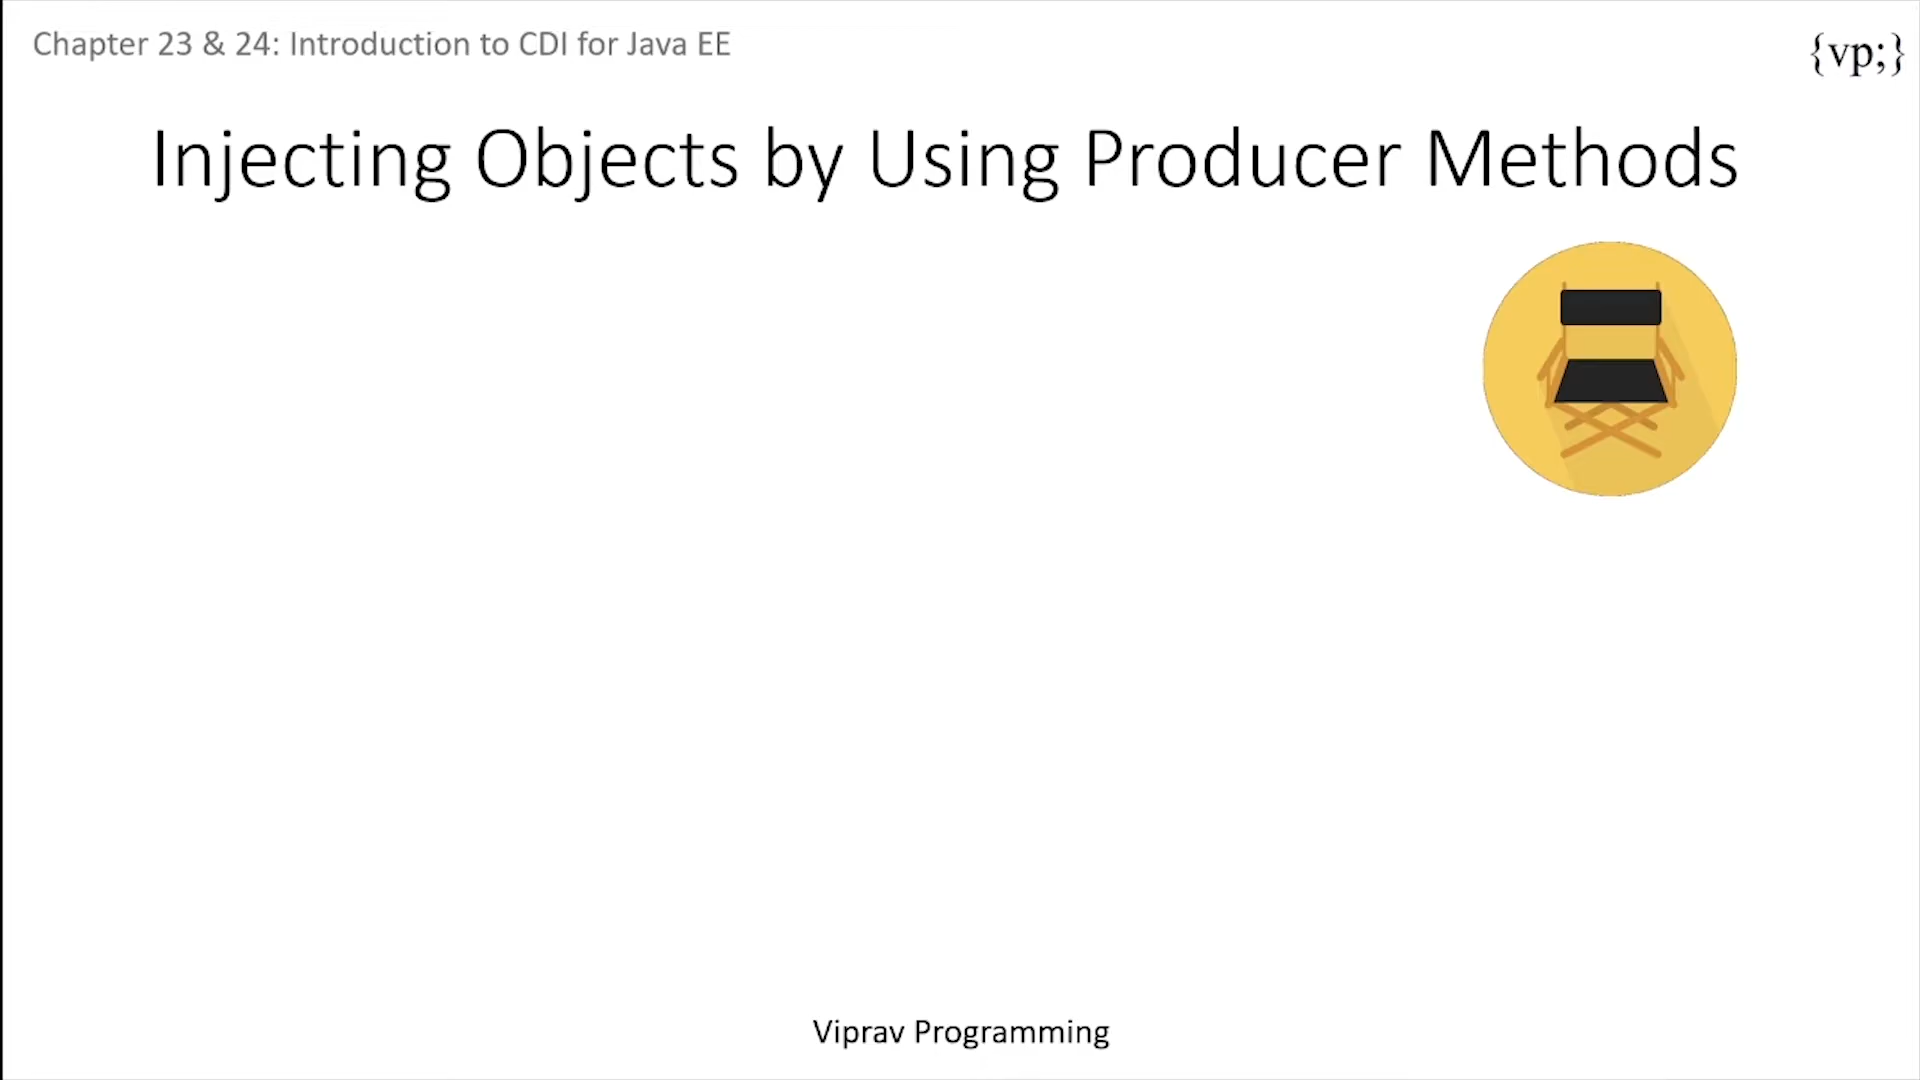 Chapter 23 & 24: Introduction to CDI for Java EE
{vp;}
Injecting Objects by Using Producer Methods
Viprav Programming